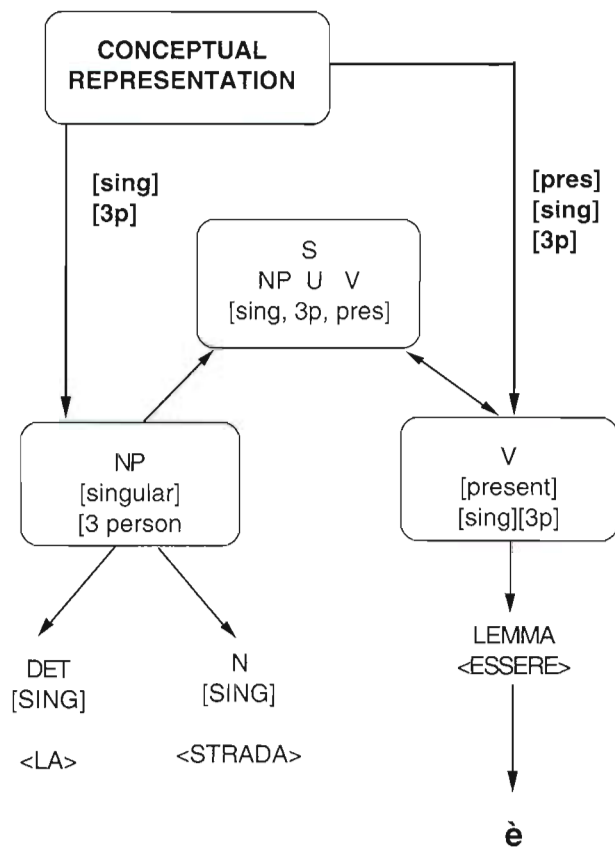 CONCEPTUAL
REPRESENTATION
[sing]
[3p]
[pres]
[sing]
[3p]
S
NP U V
[sing, 3p, pres]
NP
[singular]
[3 person
V
[present]
[sing][3p]
DET
[SING]
<LA>
N
[SING]
<STRADA>
LEMMA
<ESSERE>
è